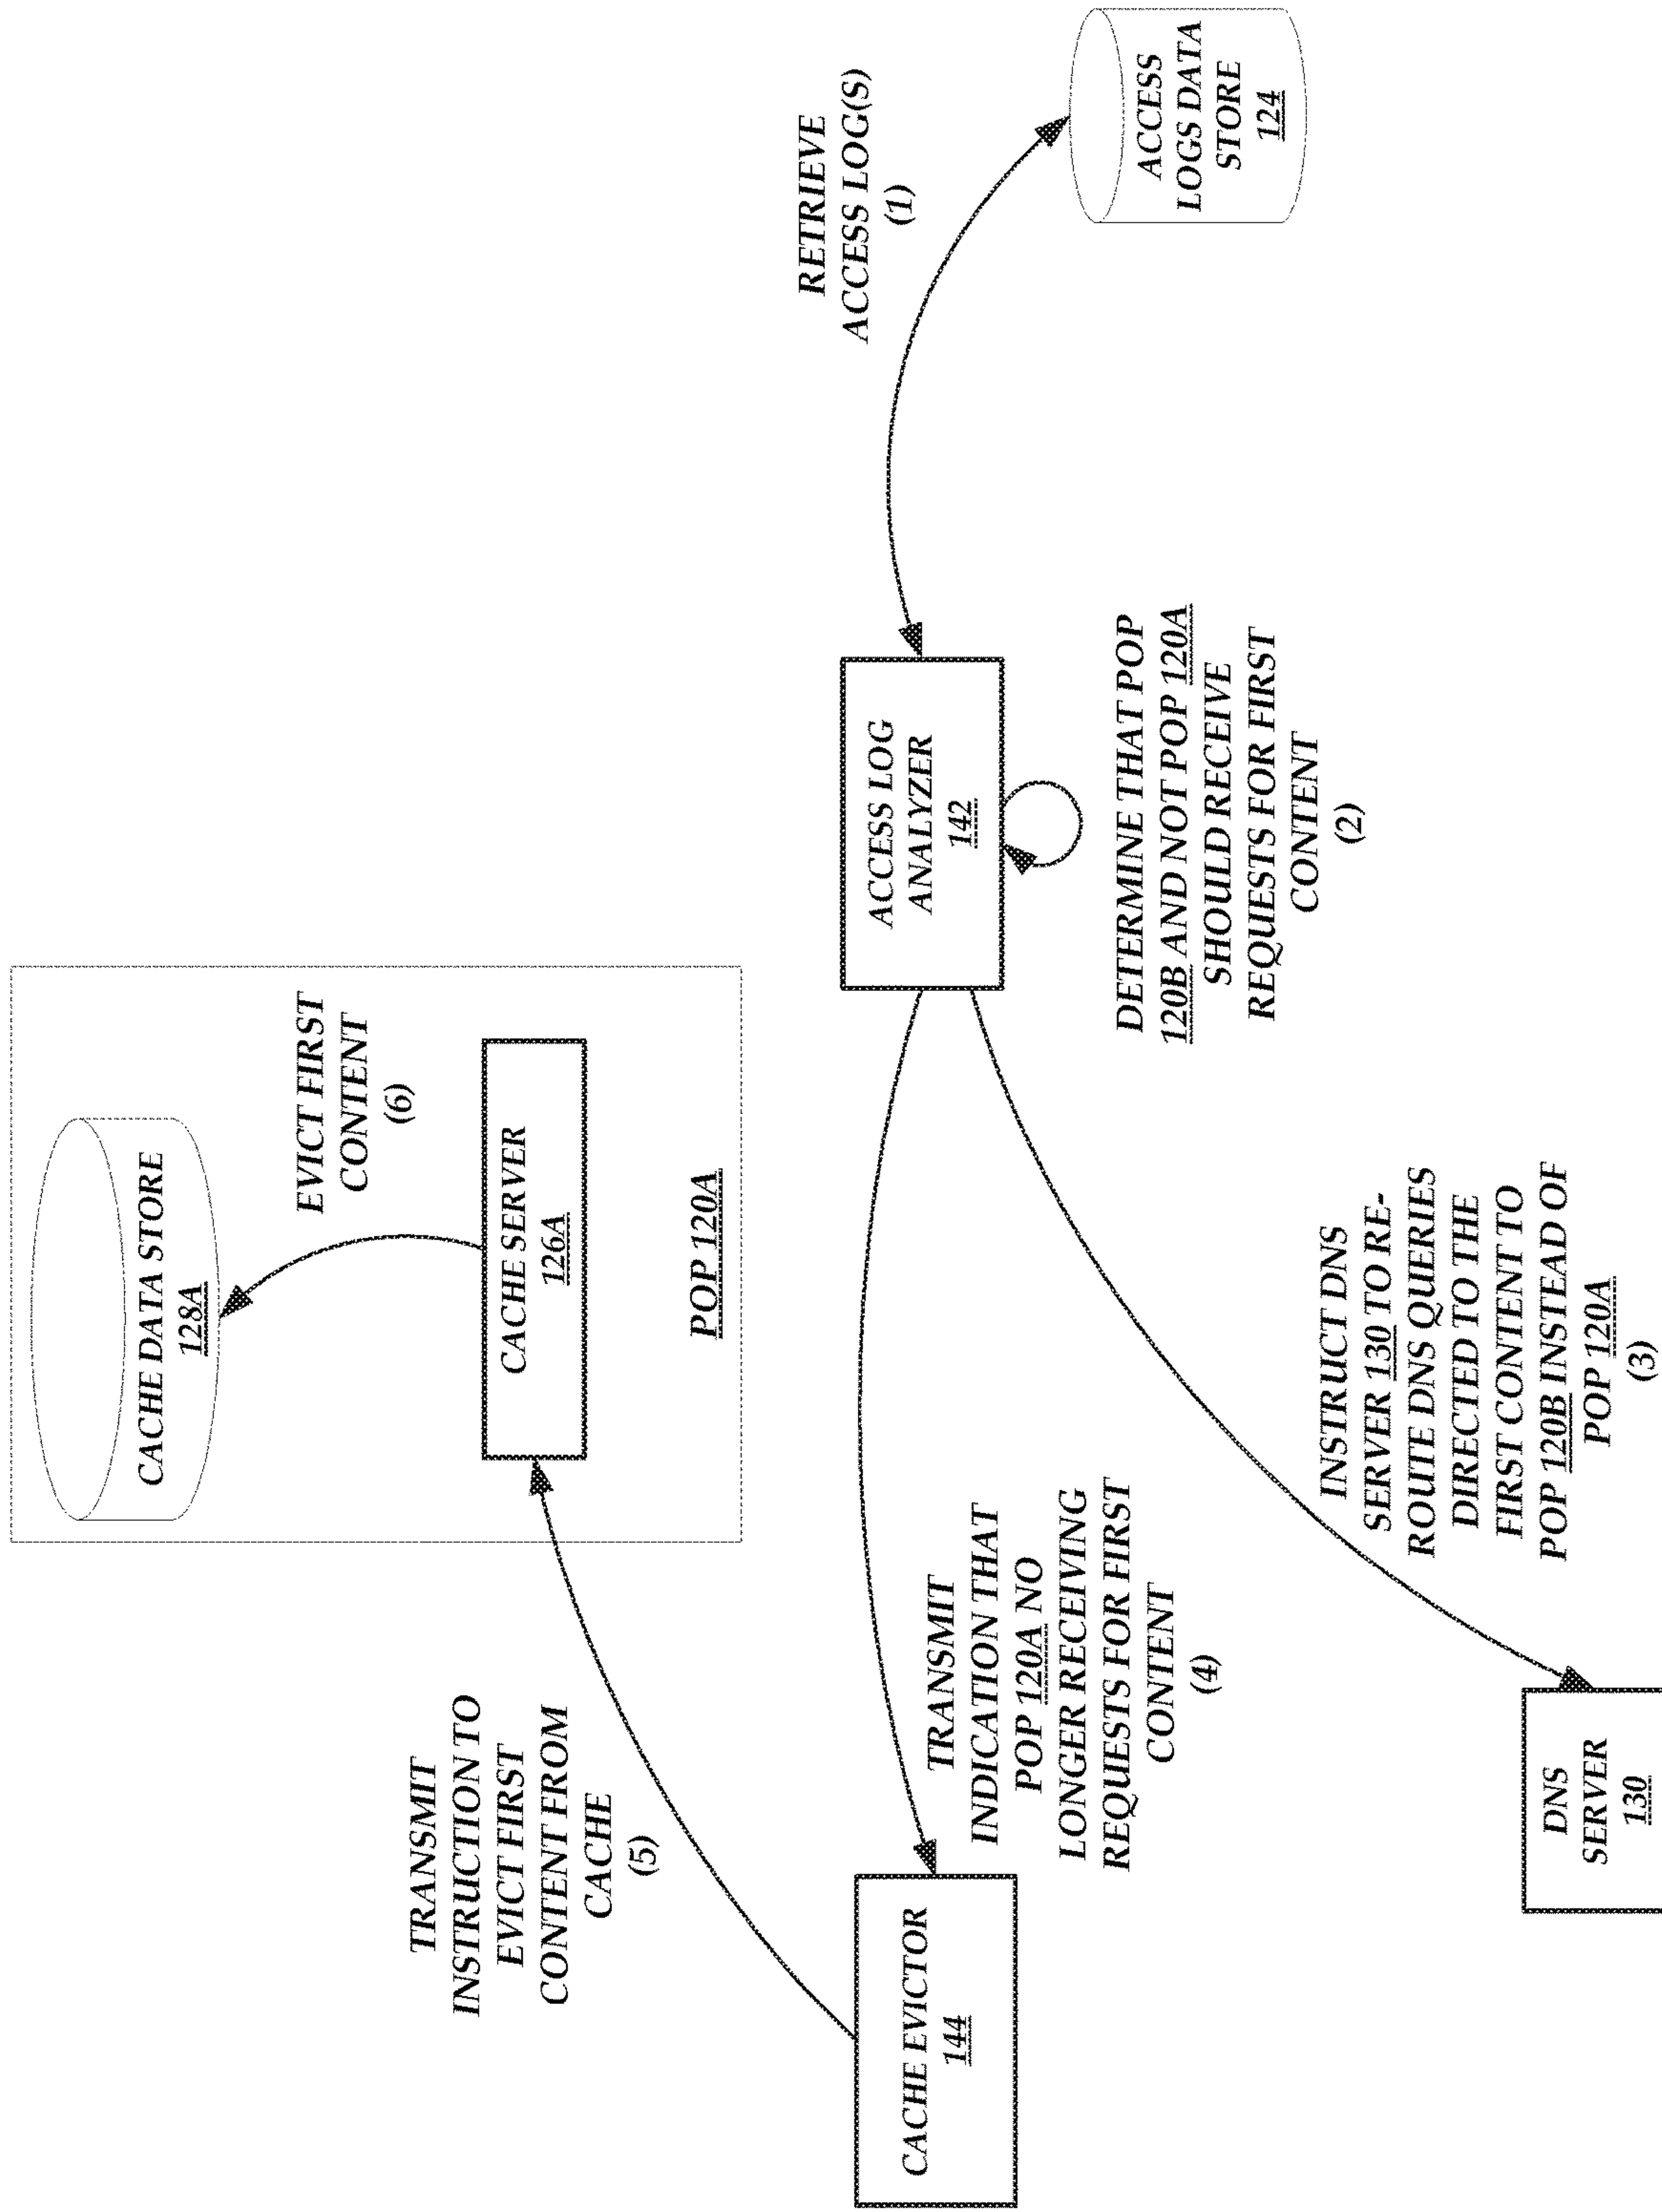 CACHE DATA STORE
128A
EVICT FIRST
CONTENT
(6)
CACHE SERVER
126A
POP 120A
TRANSMIT
INSTRUCTION TO
EVICT FIRST
CONTENT FROM
CACHE
(5)
RETRIEVE
ACCESS LOG(S)
(1)
CACHE EVICTOR
144
TRANSMIT
INDICATION THAT
POP 120A NO
LONGER RECEIVING
REQUESTS FOR FIRST
CONTENT
(4)
ACCESS LOG
ANALYZER
142
DETERMINE THAT POP
120B AND NOT POP 120A
SHOULD RECEIVE
REQUESTS FOR FIRST
CONTENT
(2)
ACCESS
LOGS DATA
STORE
124
INSTRUCT DNS
SERVER 130 TO RE-
ROUTE DNS QUERIES
DIRECTED TO THE
FIRST CONTENT TO
POP 120B INSTEAD OF
POP 120A
(3)
DNS
SERVER
130